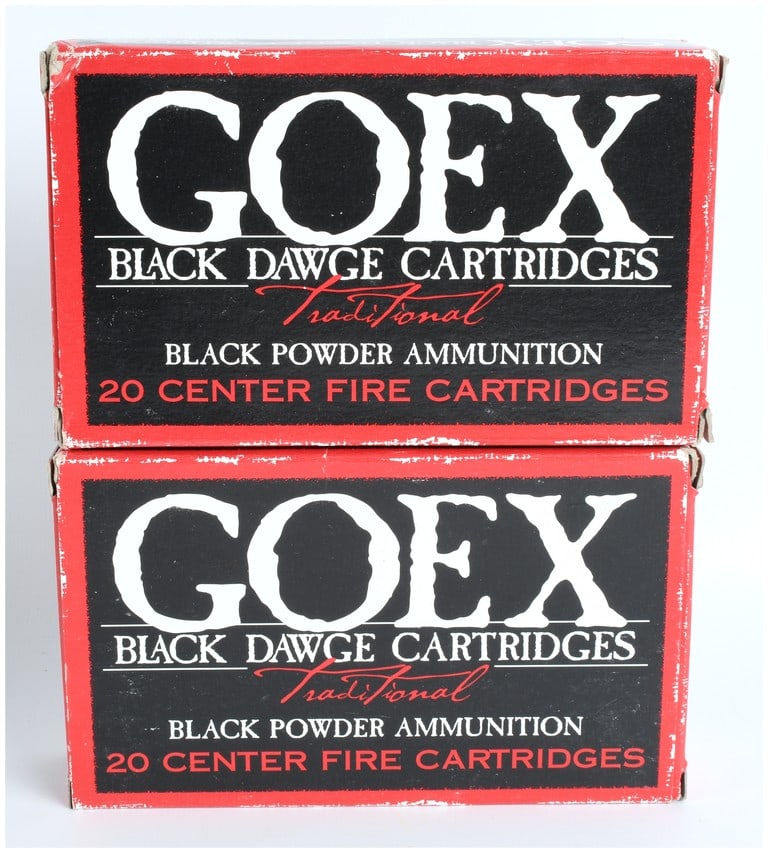 GOEX
BLACK DAWGE CARTRIDGES
Traditional
BLACK POWDER AMMUNITION
20 CENTER FIRE CARTRIDGES
GOEX
BLACK DAWGE CARTRIDGES
Traditional
BLACK POWDER AMMUNITION
20 CENTER FIRE CARTRIDGES